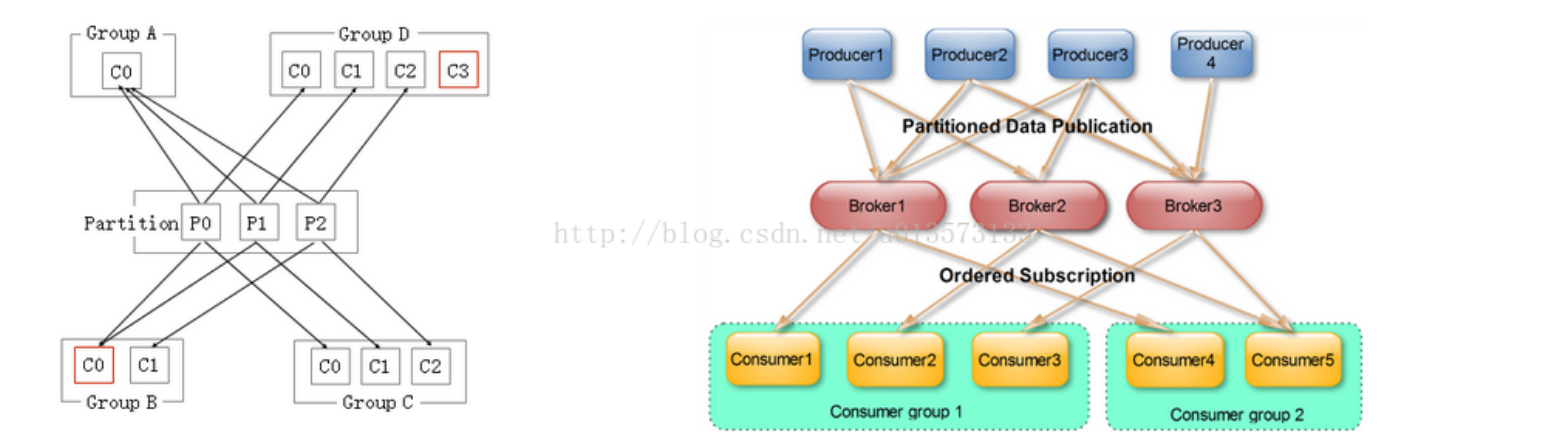 Group A
C0
Group D
C0 C1 C2 C3
Partition P0 P1 P2
C0 C1
Group B
C0 C1 C2
Group C
Producer1 Producer2 Producer3 Producer
4
Partitioned Data Publication
Broker1 Broker2 Broker3
http://blog.csdn.net/u013573133
Ordered Subscription
Consumer1 Consumer2 Consumer3 Consumer4 Consumer5
Consumer group 1 Consumer group 2